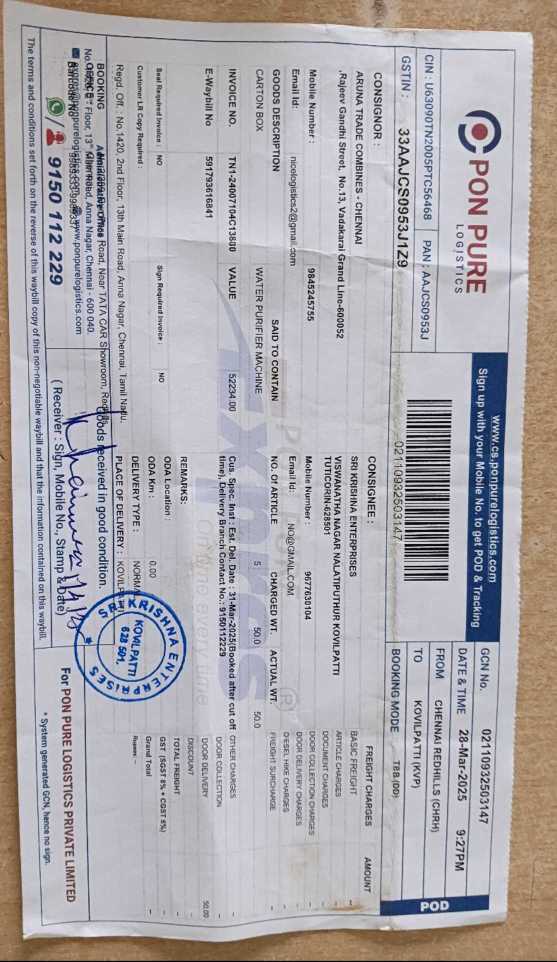 PON PURE
LOGISTICS
CIN : U63090TN2005PTC56468 PAN : AAJCS0953J
GSTIN : 33AAJCS0953J1Z9
www.cs.ponpurelogistics.com
Sign up with your Mobile No. to get POD & Tracking
02110932503147
GCN No. 02110932503147
DATE & TIME 28-Mar-2025 9:27PM
FROM CHENNAI REDHILLS (CHRH)
TO KOVILPATTI (KVP)
BOOKING MODE TBB (DD)
POD
CONSIGNOR :
ARUNA TRADE COMBINES - CHENNAI
,Rajeev Gandhi Street, No.13, Vadakarai Grand Line-600052
Mobile Number : 9845245755
Email Id: nicelogistics2@gmail.com
CONSIGNEE :
SRI KRISHNA ENTERPRISES
VISWANATHA NAGAR NALATIPUTHUR KOVILPATTI
TUTICORIN-628501
Mobile Number : 9677630104
Email Id: NO@GMAIL.COM
GOODS DESCRIPTION SAID TO CONTAIN NO. OF ARTICLE CHARGED WT. ACTUAL WT.
CARTON BOX WATER PURIFIER MACHINE 5 50.0 50.0
INVOICE NO. TN1-24007104C13680 VALUE 52234.00
E-Waybill No 591793616841
Cus. Spec. Inst : Est. Del. Date : 31-Mar-2025(Booked after cut off
time), Delivery Branch Contact No. : 9150112229
Seal Required Invoice : NO Sign Required Invoice : NO
Customer LR Copy Required :
REMARKS:
ODA Location :
ODA Km : 0.00
DELIVERY TYPE :
PLACE OF DELIVERY : KOVILPATTI
FREIGHT CHARGES AMOUNT
BASIC FREIGHT -
ARTICLE CHARGES -
DOCUMENT CHARGES -
DOOR COLLECTION CHARGES -
DOOR DELIVERY CHARGES -
DIESEL HIKE CHARGES -
FREIGHT SURCHARGE -
OTHER CHARGES -
DOOR COLLECTION -
DOOR DELIVERY 50.00
DISCOUNT -
TOTAL FREIGHT -
GST (SGST 6% + CGST 6%) -
Grand Total -
Rupees --
Regd. Off. : No.1420, 2nd Floor, 13th Main Road, Anna Nagar, Chennai, Tamil Nadu.
BOOKING
OFFICE :
Road, Near TATA CAR Showroom,
Road, Anna Nagar, Chennai - 600 040.
www.ponpurelogistics.com
9150 112 229
Goods received in good condition.
( Receiver : Sign, Mobile No., Stamp & Date)
SRI KRISHNA ENTERPRISES
KOVILPATTI
628 501.
For PON PURE LOGISTICS PRIVATE LIMITED
* System generated GCN, hence no sign.
The terms and conditions set forth on the reverse of this waybill copy of this non-negotiable waybill and that the information contained on this waybill.